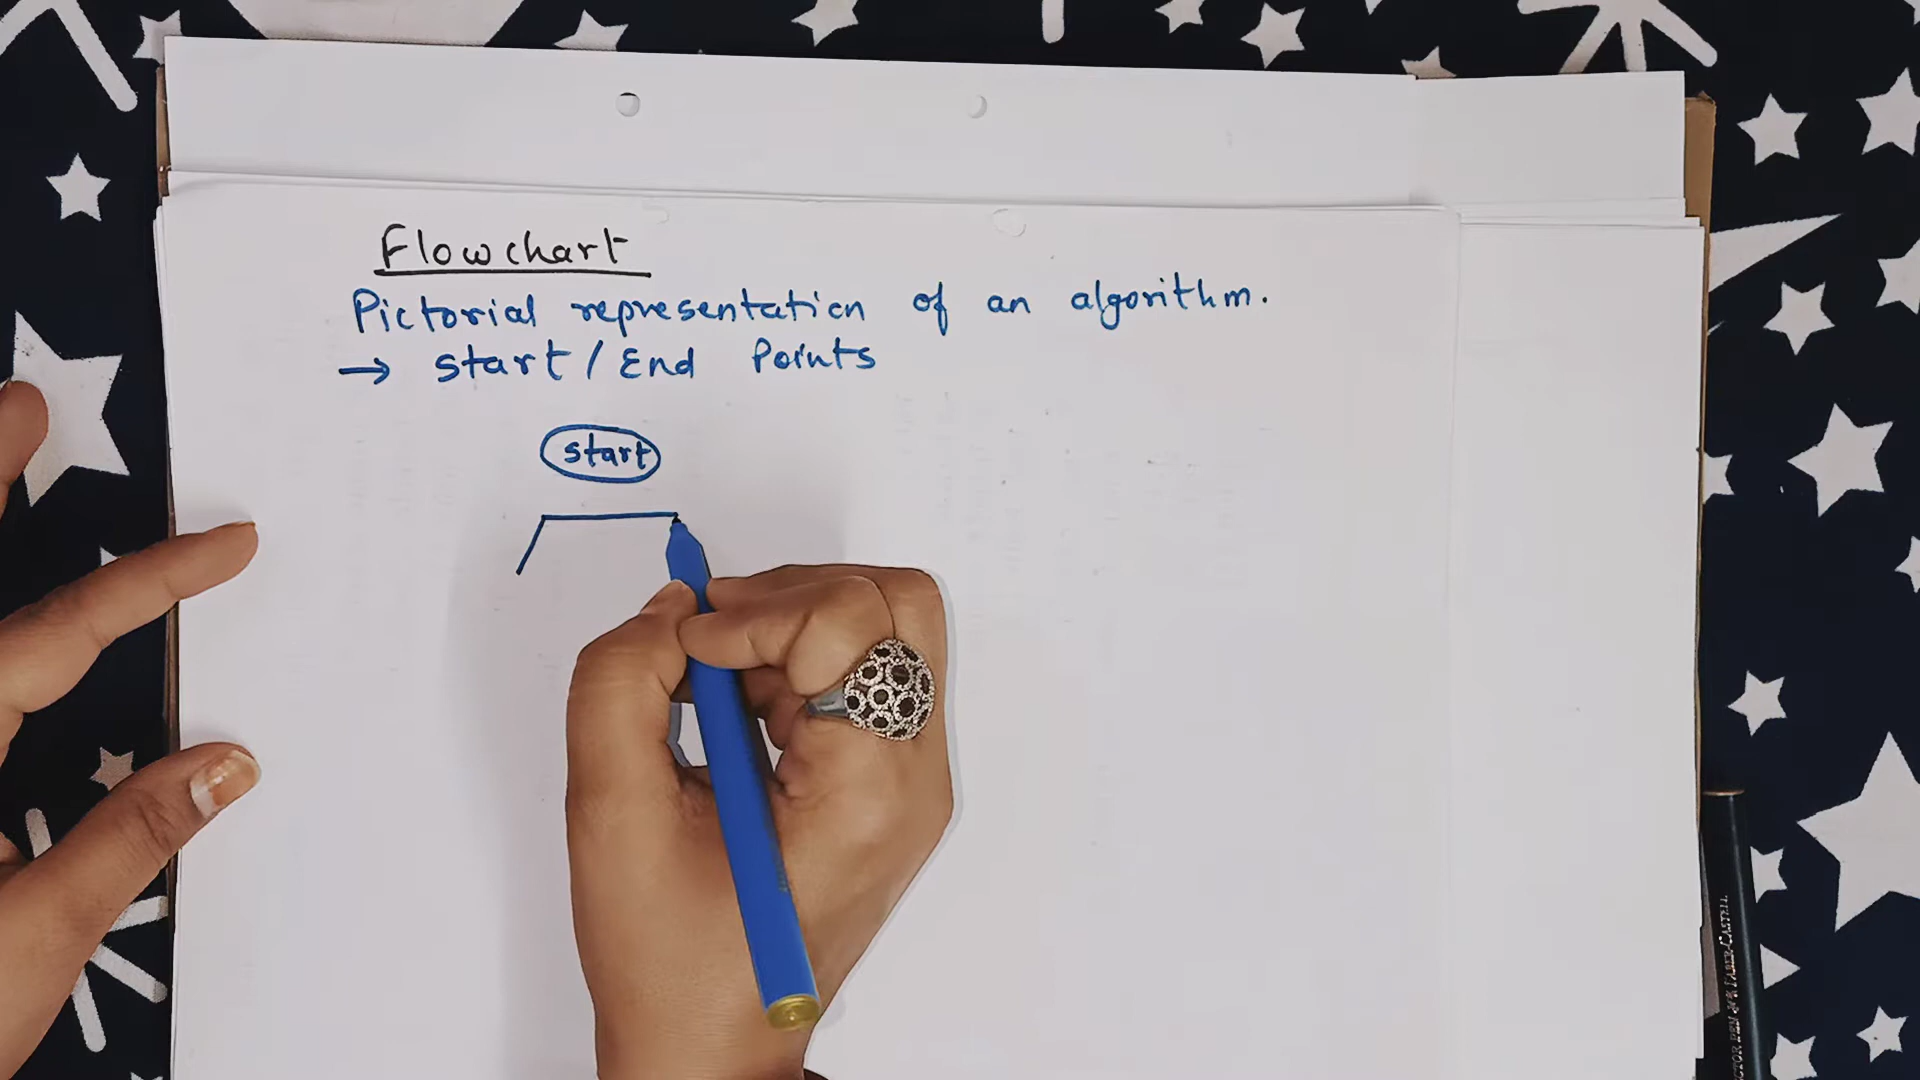 Flowchart
Pictorial representation of an algorithm.
→ Start / End Points
start